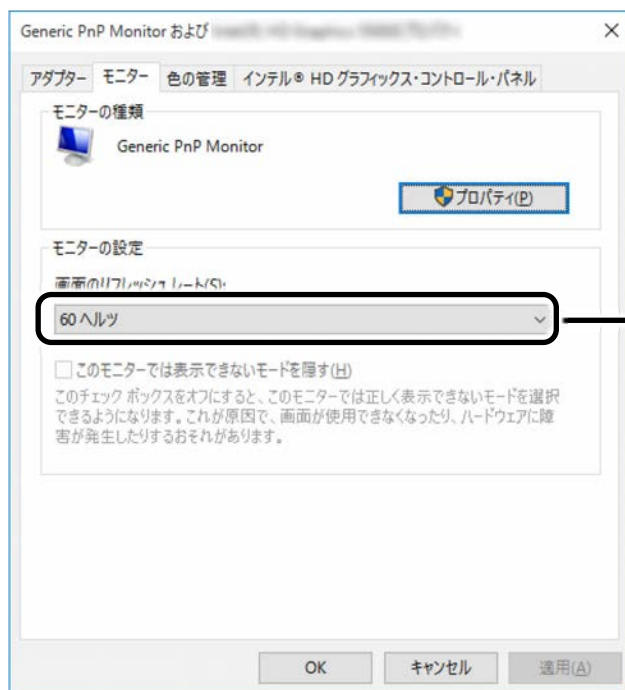 Generic PnP Monitor および
アダプター モニター 色の管理 インテル® HD グラフィックス・コントロール・パネル
モニターの種類
Generic PnP Monitor
プロパティ(P)
モニターの設定
画面のリフレッシュ レート(S):
60 ヘルツ
このモニターでは表示できないモードを隠す(H)
このチェック ボックスをオフにすると、このモニターでは正しく表示できないモードを選択
できるようになります。これが原因で、画面が使用できなくなったり、ハードウェアに障
害が発生したりするおそれがあります。
OK キャンセル 適用(A)